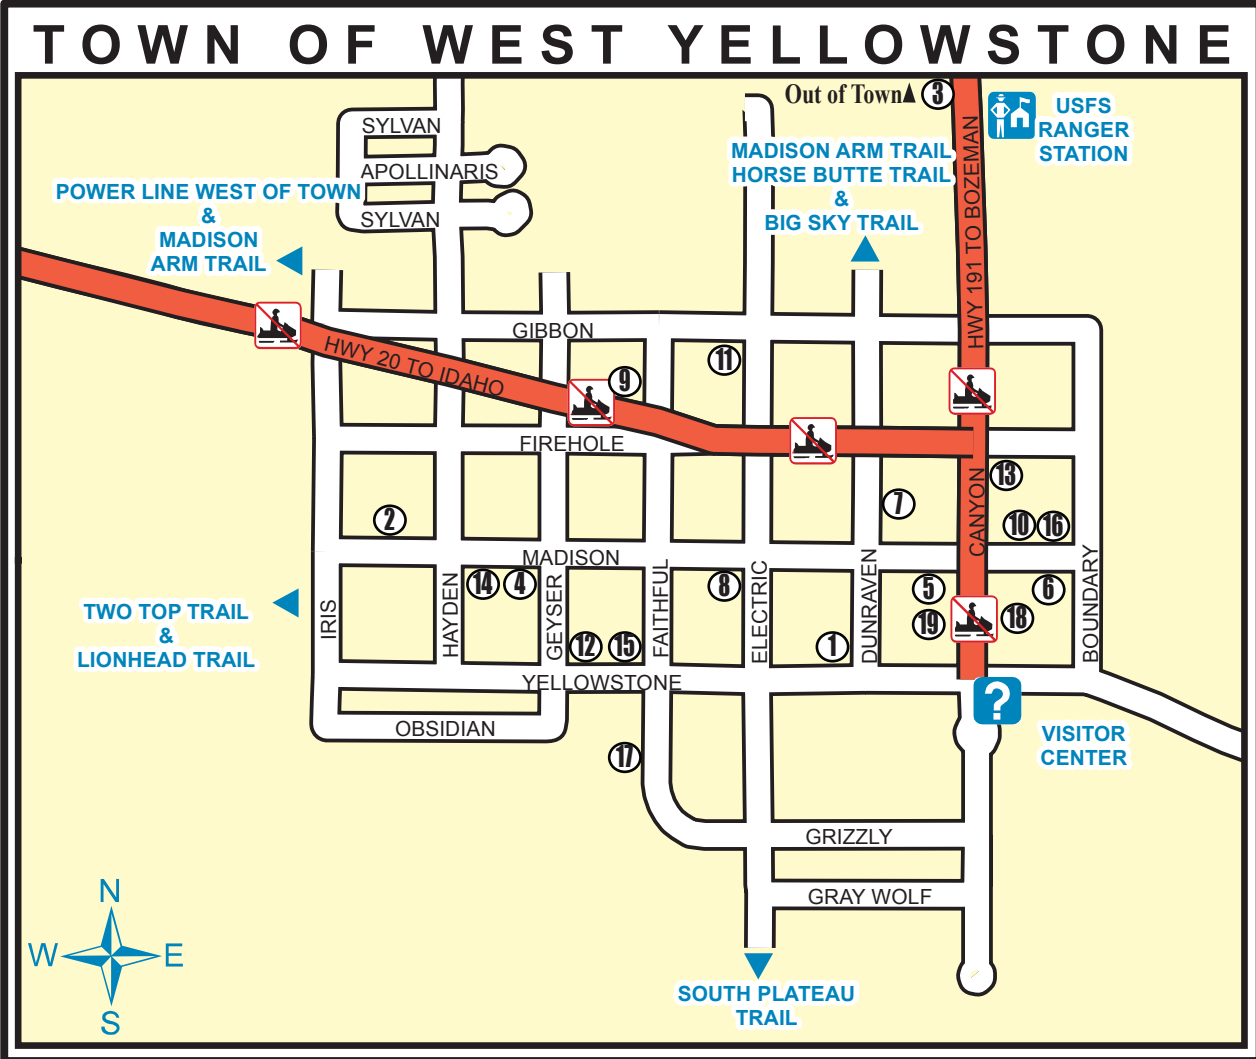 TOWN OF WEST YELLOWSTONE
Out of Town
3
USFS
RANGER
STATION
SYLVAN
APOLLINARIS
SYLVAN
MADISON ARM TRAIL
HORSE BUTTE TRAIL
&
BIG SKY TRAIL
HWY 191 TO BOZEMAN
POWER LINE WEST OF TOWN
&
MADISON
ARM TRAIL
GIBBON
HWY 20 TO IDAHO
9
11
FIREHOLE
CANYON
13
2
7
10
16
MADISON
14
4
8
5
6
IRIS
HAYDEN
GEYSER
FAITHFUL
ELECTRIC
DUNRAVEN
BOUNDARY
TWO TOP TRAIL
&
LIONHEAD TRAIL
12
15
1
19
18
YELLOWSTONE
OBSIDIAN
?
VISITOR
CENTER
17
GRIZZLY
GRAY WOLF
N
W
E
S
SOUTH PLATEAU
TRAIL